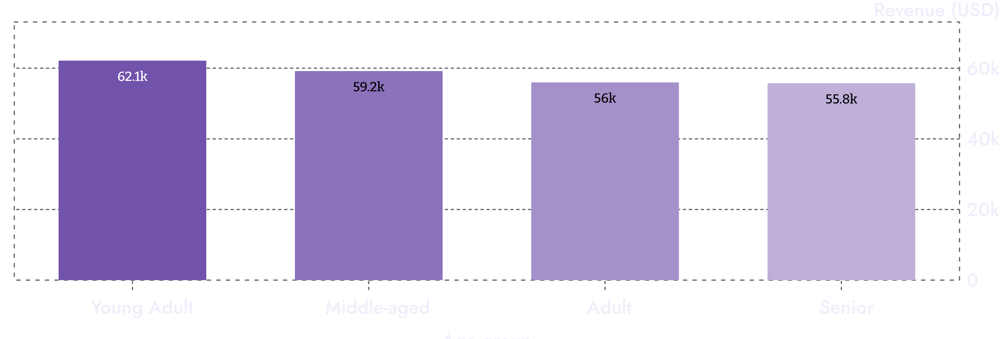 Revenue (USD)
60k
40k
20k
0
62.1k
59.2k
56k
55.8k
Young Adult
Middle-aged
Adult
Senior